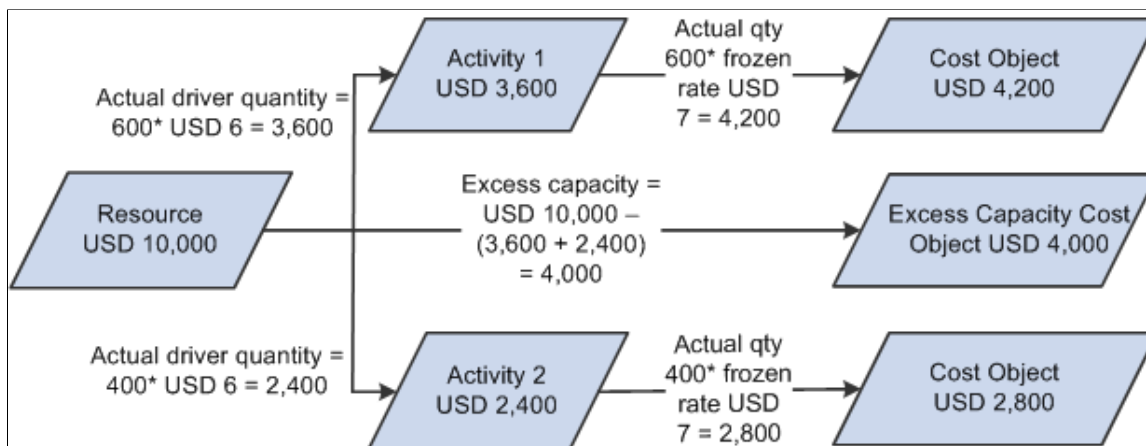 Actual driver quantity =
600* USD 6 = 3,600
Activity 1
USD 3,600
Actual qty
600* frozen
rate USD
7 = 4,200
Cost Object
USD 4,200
Resource
USD 10,000
Excess capacity =
USD 10,000 –
(3,600 + 2,400)
= 4,000
Excess Capacity Cost
Object USD 4,000
Actual driver quantity =
400* USD 6 = 2,400
Activity 2
USD 2,400
Actual qty
400* frozen
rate USD
7 = 2,800
Cost Object
USD 2,800